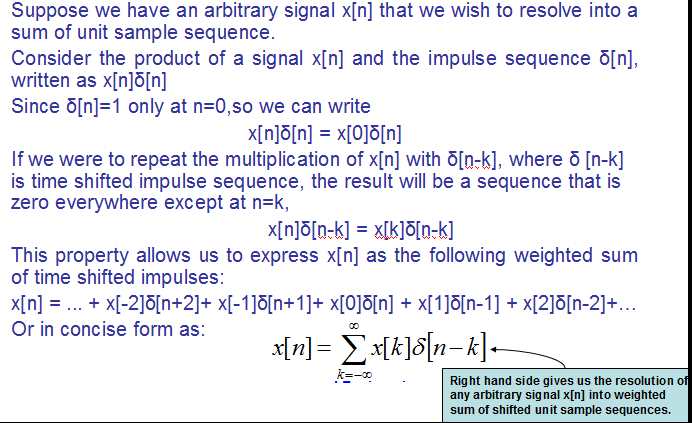 Suppose we have an arbitrary signal x[n] that we wish to resolve into a
sum of unit sample sequence.
Consider the product of a signal x[n] and the impulse sequence δ[n],
written as x[n]δ[n]
Since δ[n]=1 only at n=0,so we can write
x[n]δ[n] = x[0]δ[n]
If we were to repeat the multiplication of x[n] with δ[n-k], where δ [n-k]
is time shifted impulse sequence, the result will be a sequence that is
zero everywhere except at n=k,
x[n]δ[n-k] = x[k]δ[n-k]
This property allows us to express x[n] as the following weighted sum
of time shifted impulses:
x[n] = ... + x[-2]δ[n+2]+ x[-1]δ[n+1]+ x[0]δ[n] + x[1]δ[n-1] + x[2]δ[n-2]+…
Or in concise form as:
∞
x[n] = ∑ x[k]δ[n−k]
k=−∞
Right hand side gives us the resolution of
any arbitrary signal x[n] into weighted
sum of shifted unit sample sequences.